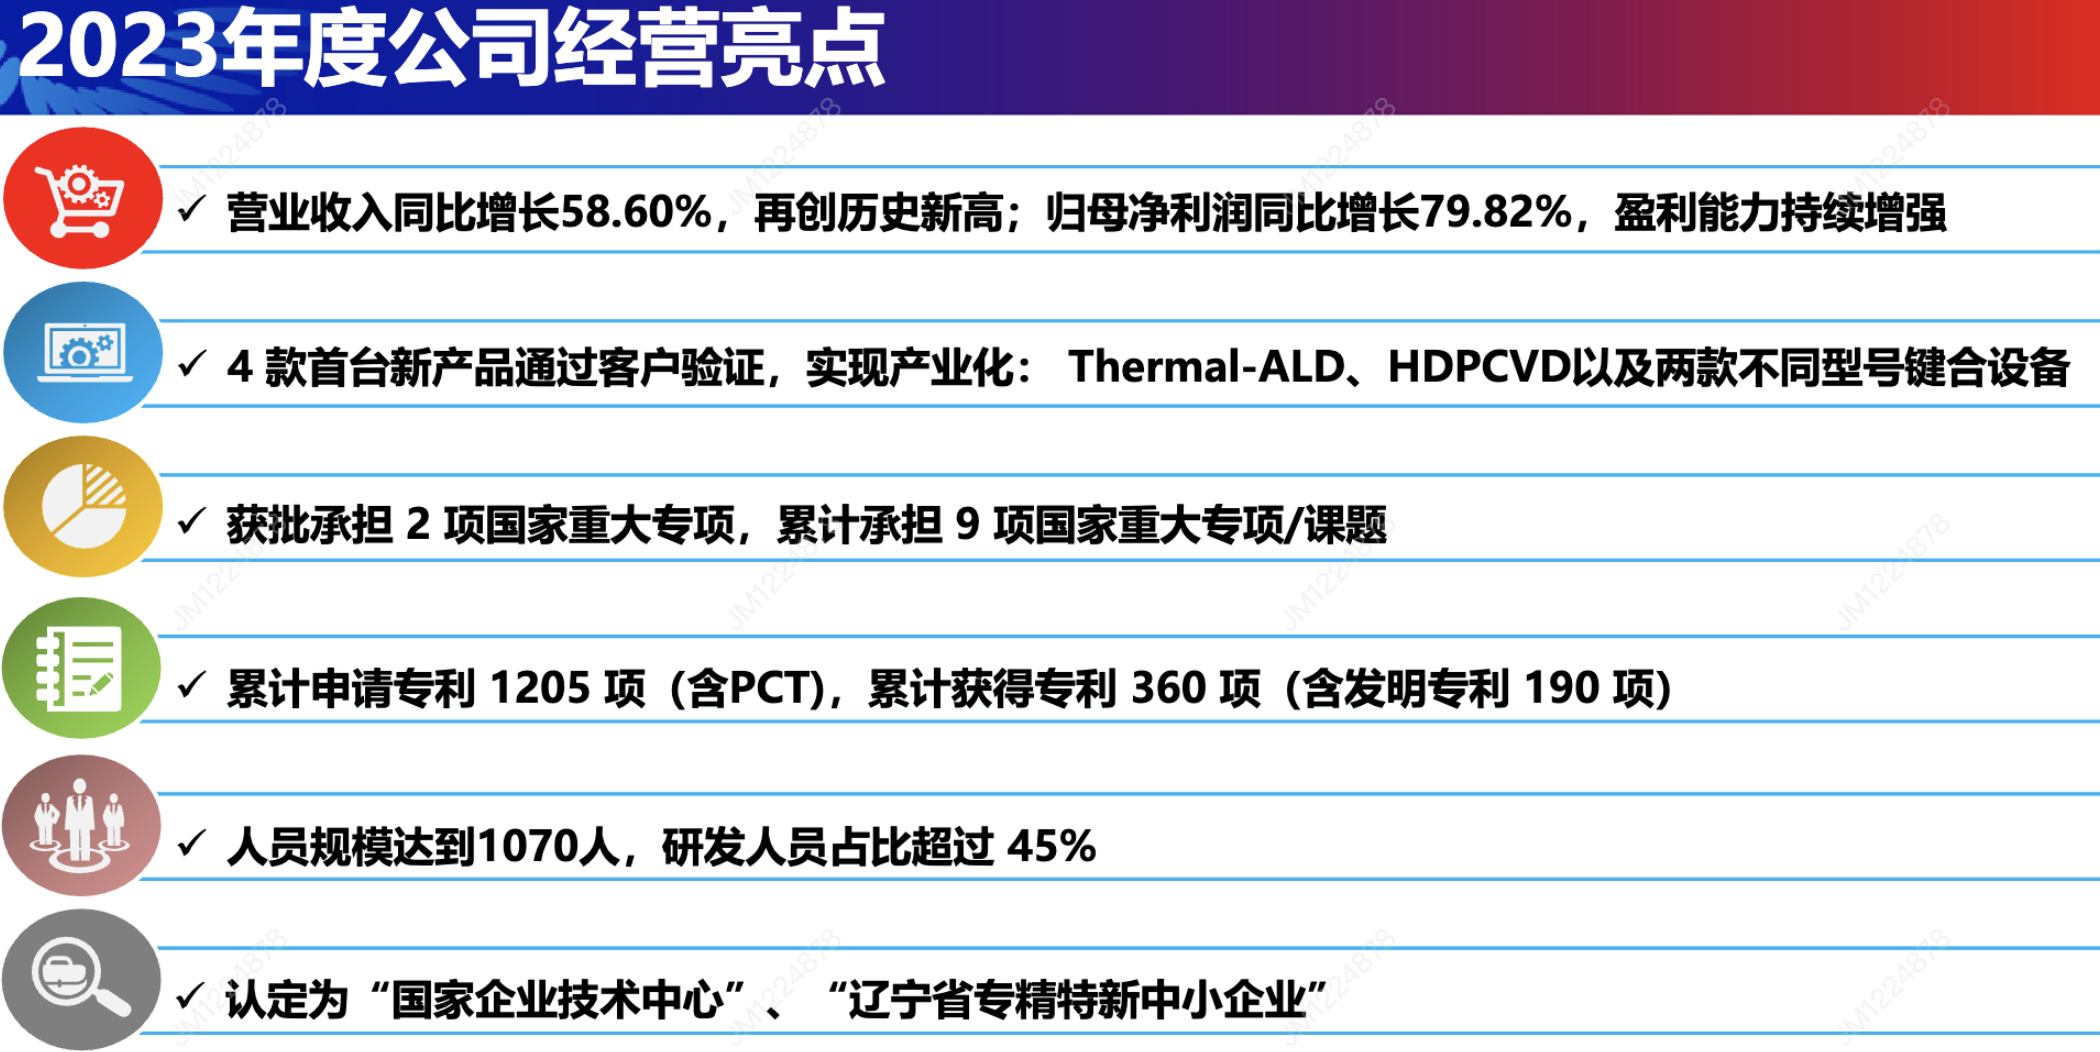 2023年度公司经营亮点
✓ 营业收入同比增长58.60%，再创历史新高；归母净利润同比增长79.82%，盈利能力持续增强
✓ 4 款首台新产品通过客户验证，实现产业化： Thermal-ALD、HDPCVD以及两款不同型号键合设备
✓ 获批承担 2 项国家重大专项，累计承担 9 项国家重大专项/课题
✓ 累计申请专利 1205 项（含PCT)，累计获得专利 360 项（含发明专利 190 项）
✓ 人员规模达到1070人，研发人员占比超过 45%
✓ 认定为“国家企业技术中心”、“辽宁省专精特新中小企业”
JM1224878
JM1224878
JM1224878
JM1224878
JM1224878
JM1224878
JM1224878
JM1224878
JM1224878
JM1224878
JM1224878
JM1224878